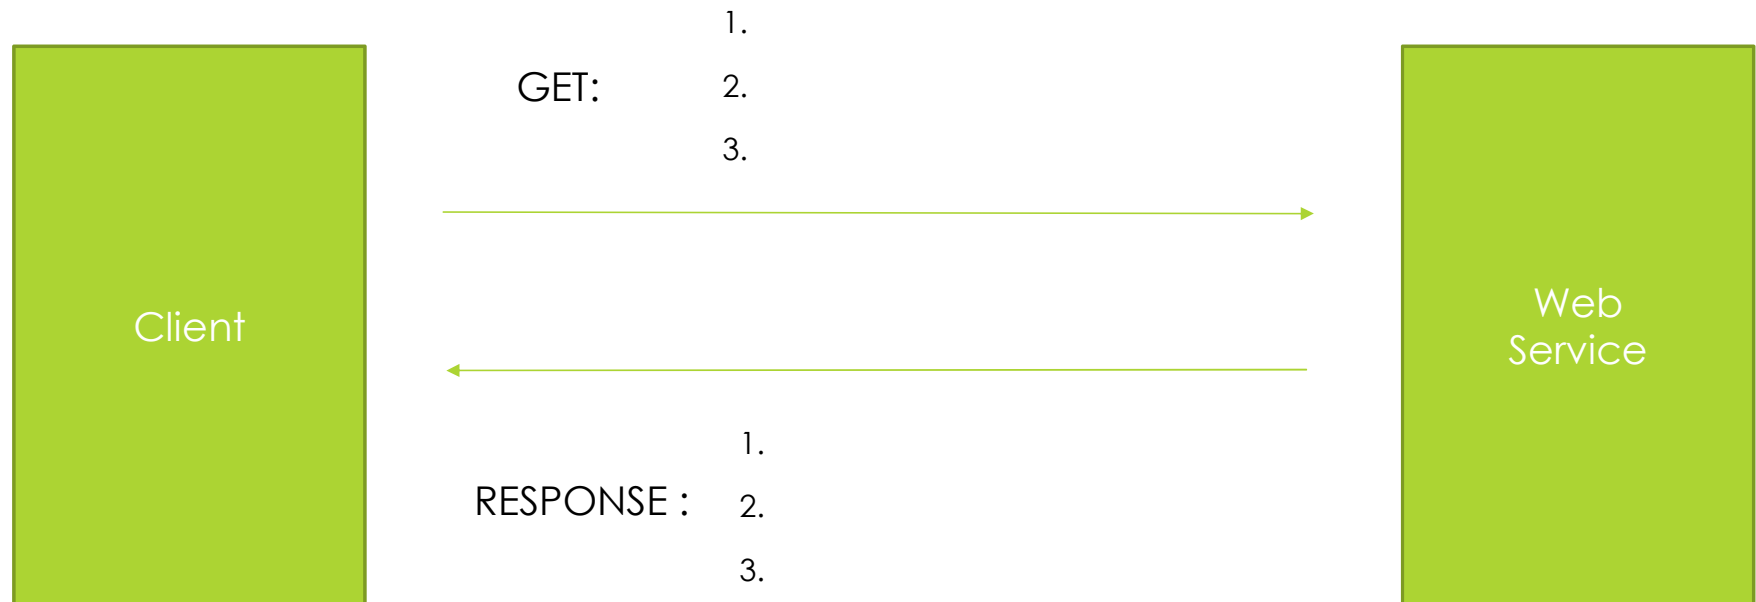 1.
GET:
2.
3.
Client
Web
Service
1.
RESPONSE :
2.
3.